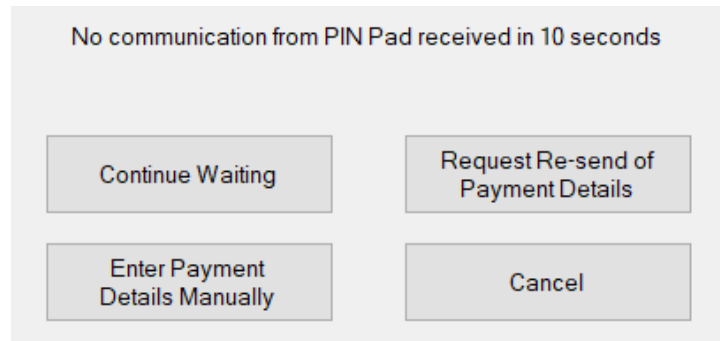 No communication from PIN Pad received in 10 seconds
Continue Waiting
Request Re-send of
Payment Details
Enter Payment
Details Manually
Cancel